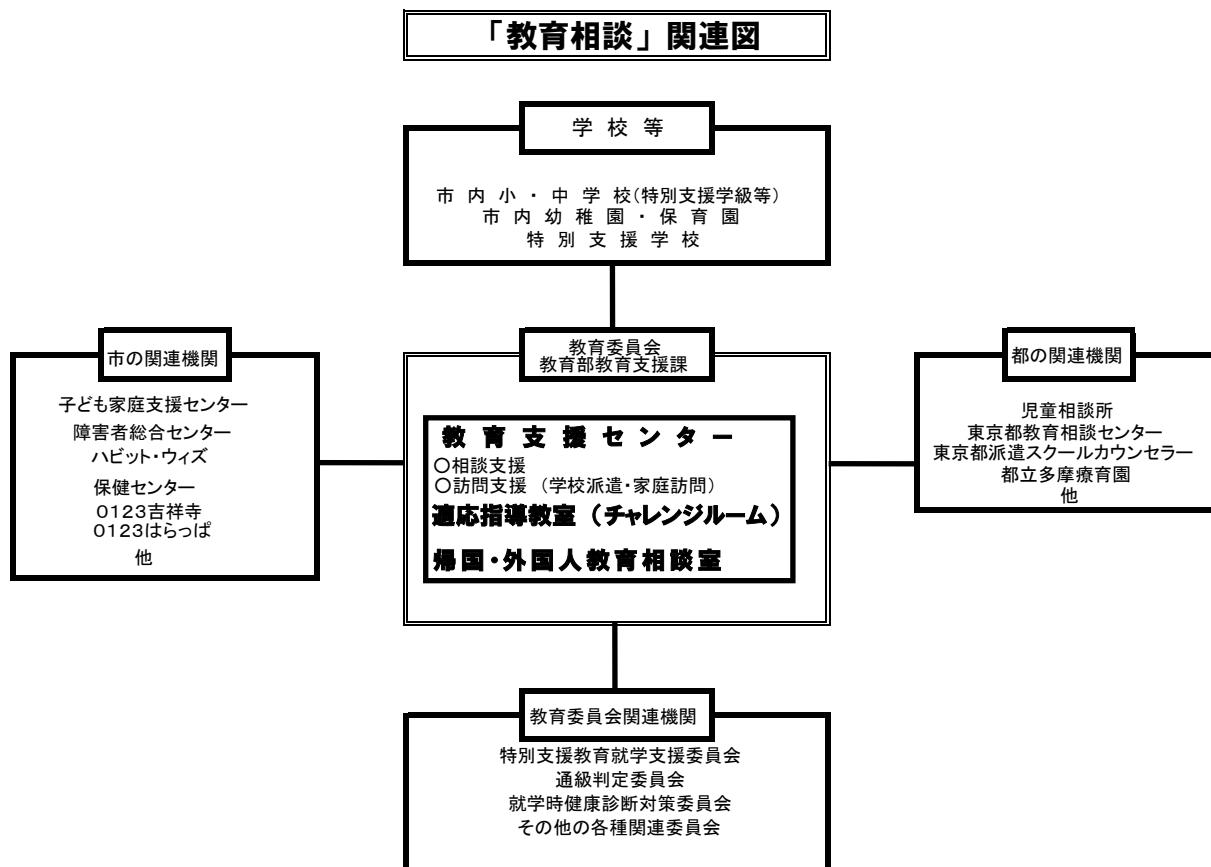 「教育相談」関連図
学校等
市内小・中学校(特別支援学級等)
市内幼稚園・保育園
特別支援学校
市の関連機関
子ども家庭支援センター
障害者総合センター
ハビット・ウィズ
保健センター
0123吉祥寺
0123はらっぱ
他
教育委員会
教育部教育支援課
教育支援センター
○相談支援
○訪問支援 (学校派遣・家庭訪問)
適応指導教室(チャレンジルーム)
帰国・外国人教育相談室
都の関連機関
児童相談所
東京都教育相談センター
東京都派遣スクールカウンセラー
都立多摩療育園
他
教育委員会関連機関
特別支援教育就学支援委員会
通級判定委員会
就学時健康診断対策委員会
その他の各種関連委員会